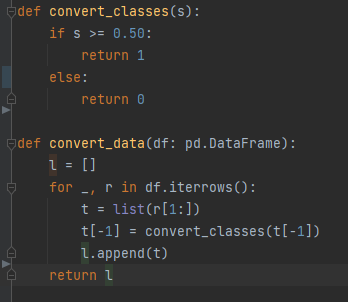 def convert_classes(s):
    if s >= 0.50:
        return 1
    else:
        return 0

def convert_data(df: pd.DataFrame):
    l = []
    for _, r in df.iterrows():
        t = list(r[1:])
        t[-1] = convert_classes(t[-1])
        l.append(t)
    return l